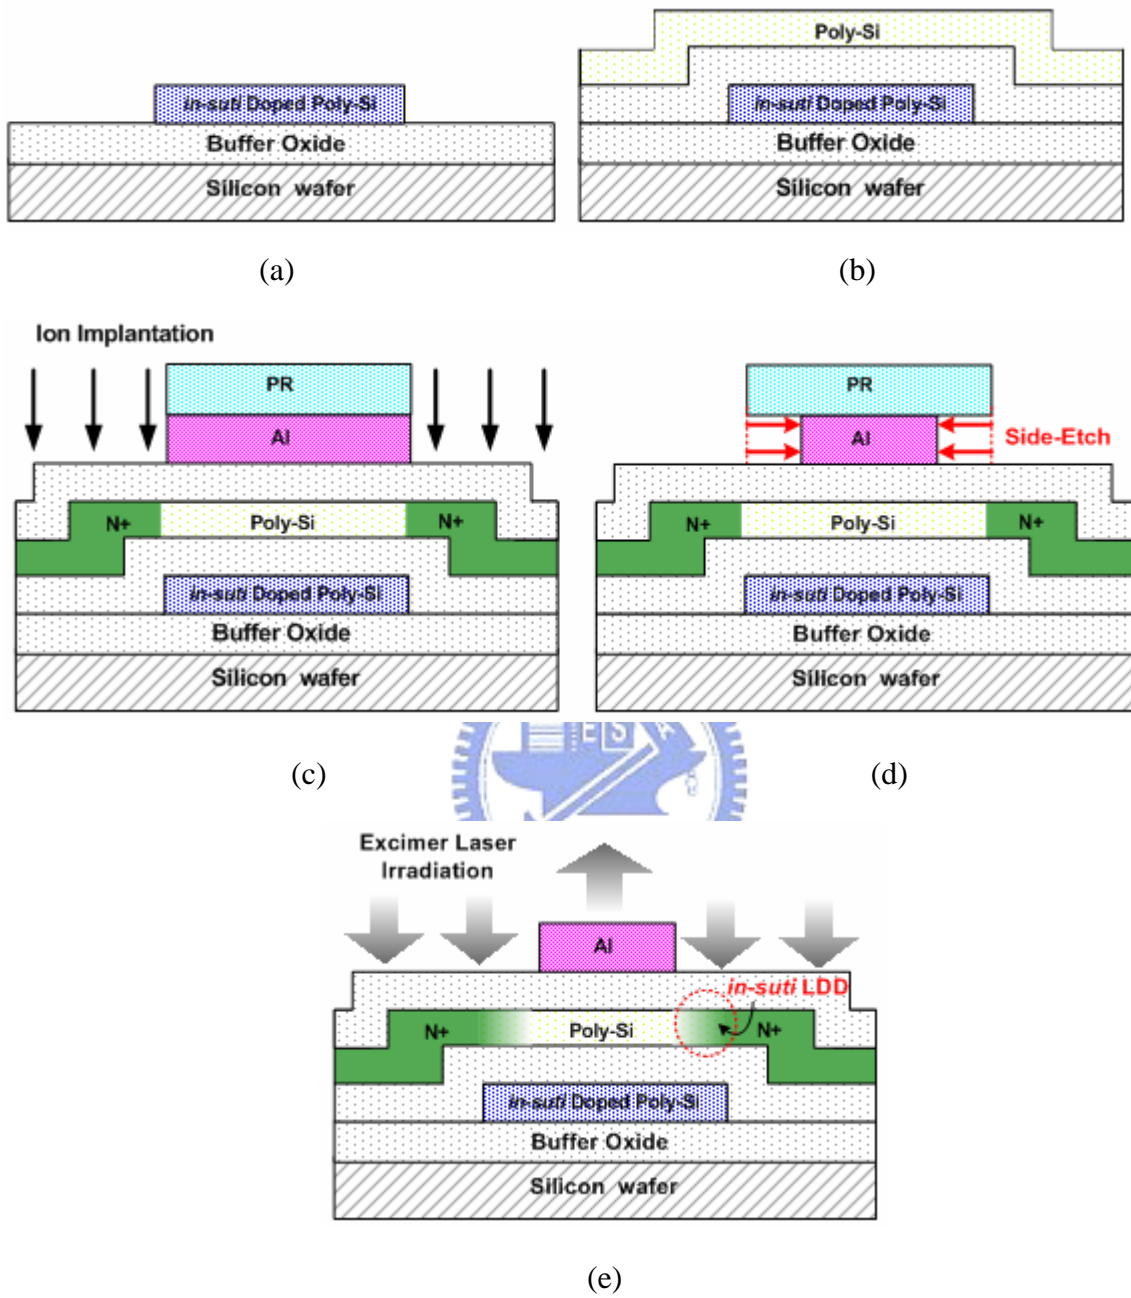 in-suti Doped Poly-Si
Buffer Oxide
Silicon wafer
(a)
Poly-Si
in-suti Doped Poly-Si
Buffer Oxide
Silicon wafer
(b)
Ion Implantation
PR
Al
N+
Poly-Si
N+
in-suti Doped Poly-Si
Buffer Oxide
Silicon wafer
(c)
PR
Al
Side-Etch
N+
Poly-Si
N+
in-suti Doped Poly-Si
Buffer Oxide
Silicon wafer
(d)
E S
A
Excimer Laser
Irradiation
Al
in-suti LDD
N+
Poly-Si
N+
in-suti Doped Poly-Si
Buffer Oxide
Silicon wafer
(e)